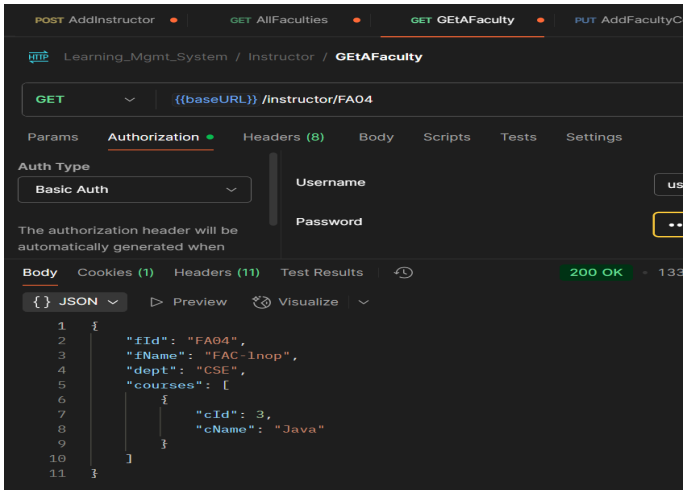 POST AddInstructor GET AllFaculties GET GEtAFaculty PUT AddFacultyC
HTTP Learning_Mgmt_System / Instructor / GEtAFaculty
GET {{baseURL}} /instructor/FA04
Params Authorization Headers (8) Body Scripts Tests Settings
Auth Type
Basic Auth
Username us
Password
The authorization header will be
automatically generated when
Body Cookies (1) Headers (11) Test Results 200 OK 133
{} JSON Preview Visualize
1 {
2 "fId": "FA04",
3 "fName": "FAC-lnop",
4 "dept": "CSE",
5 "courses": [
6 {
7 "cId": 3,
8 "cName": "Java"
9 }
10 ]
11 }